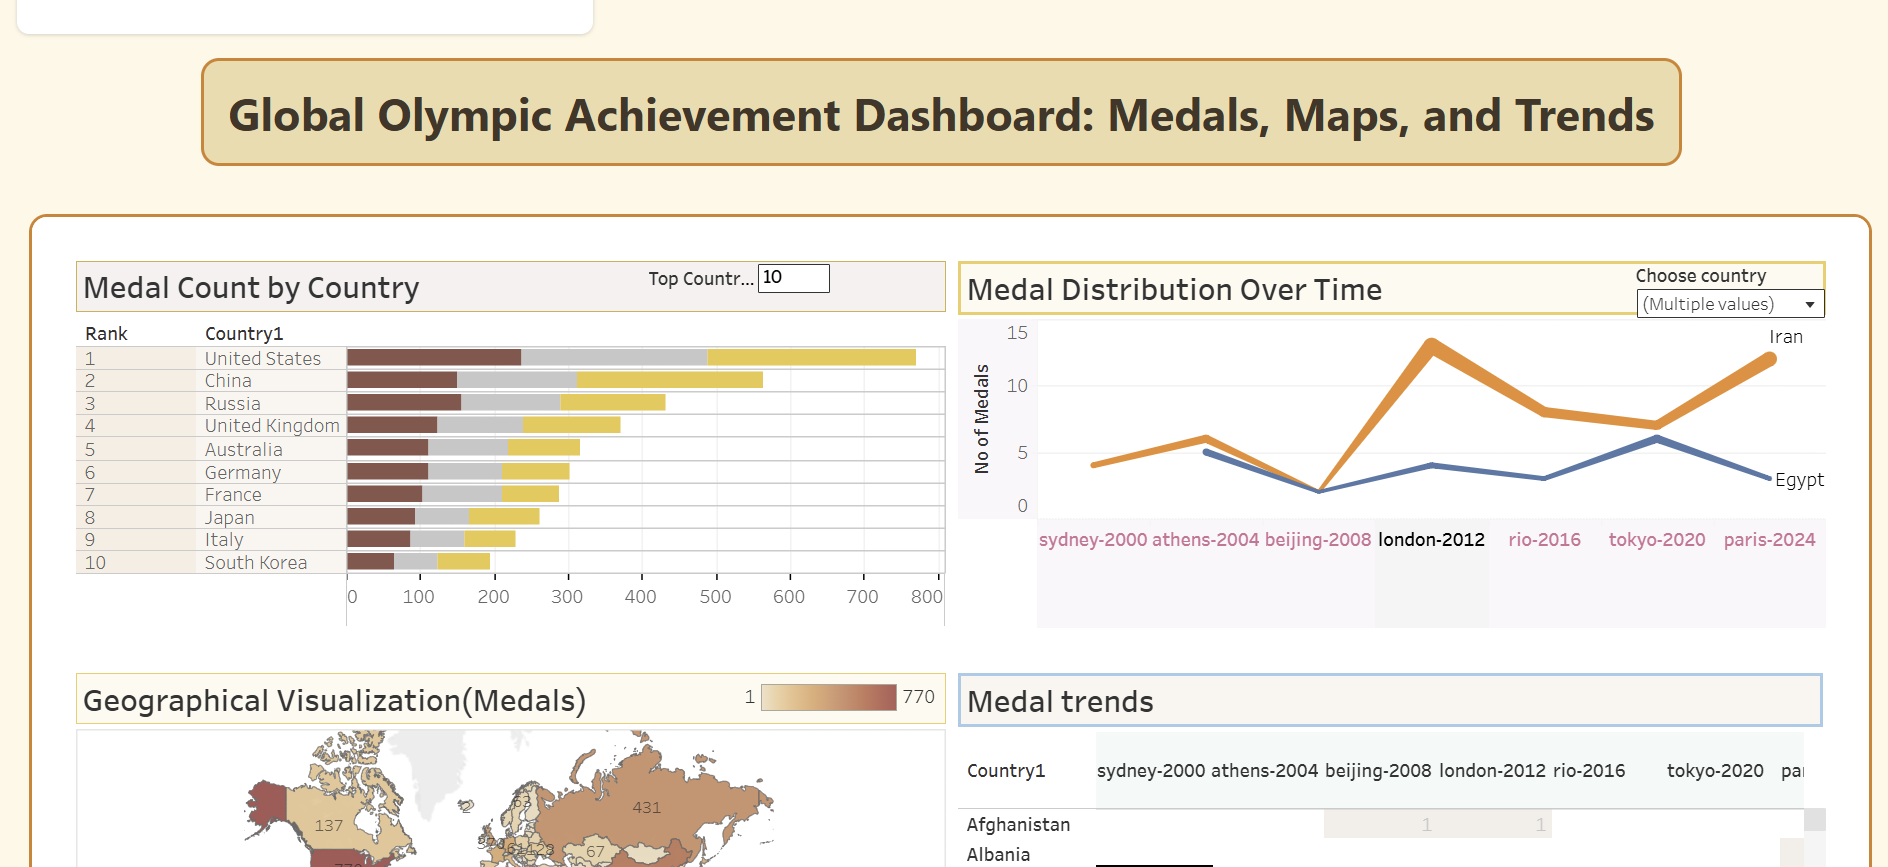 Global Olympic Achievement Dashboard: Medals, Maps, and Trends
Medal Count by Country
Top Countr... 10
Rank Country1
1 United States
2 China
3 Russia
4 United Kingdom
5 Australia
6 Germany
7 France
8 Japan
9 Italy
10 South Korea
0 100 200 300 400 500 600 700 800
Medal Distribution Over Time
Choose country
(Multiple values)
No of Medals
15
10
5
0
Iran
Egypt
sydney-2000 athens-2004 beijing-2008 london-2012 rio-2016 tokyo-2020 paris-2024
Geographical Visualization(Medals)
1 770
137
2
63
431
67
Medal trends
Country1 sydney-2000 athens-2004 beijing-2008 london-2012 rio-2016 tokyo-2020
Afghanistan 1 1
Albania